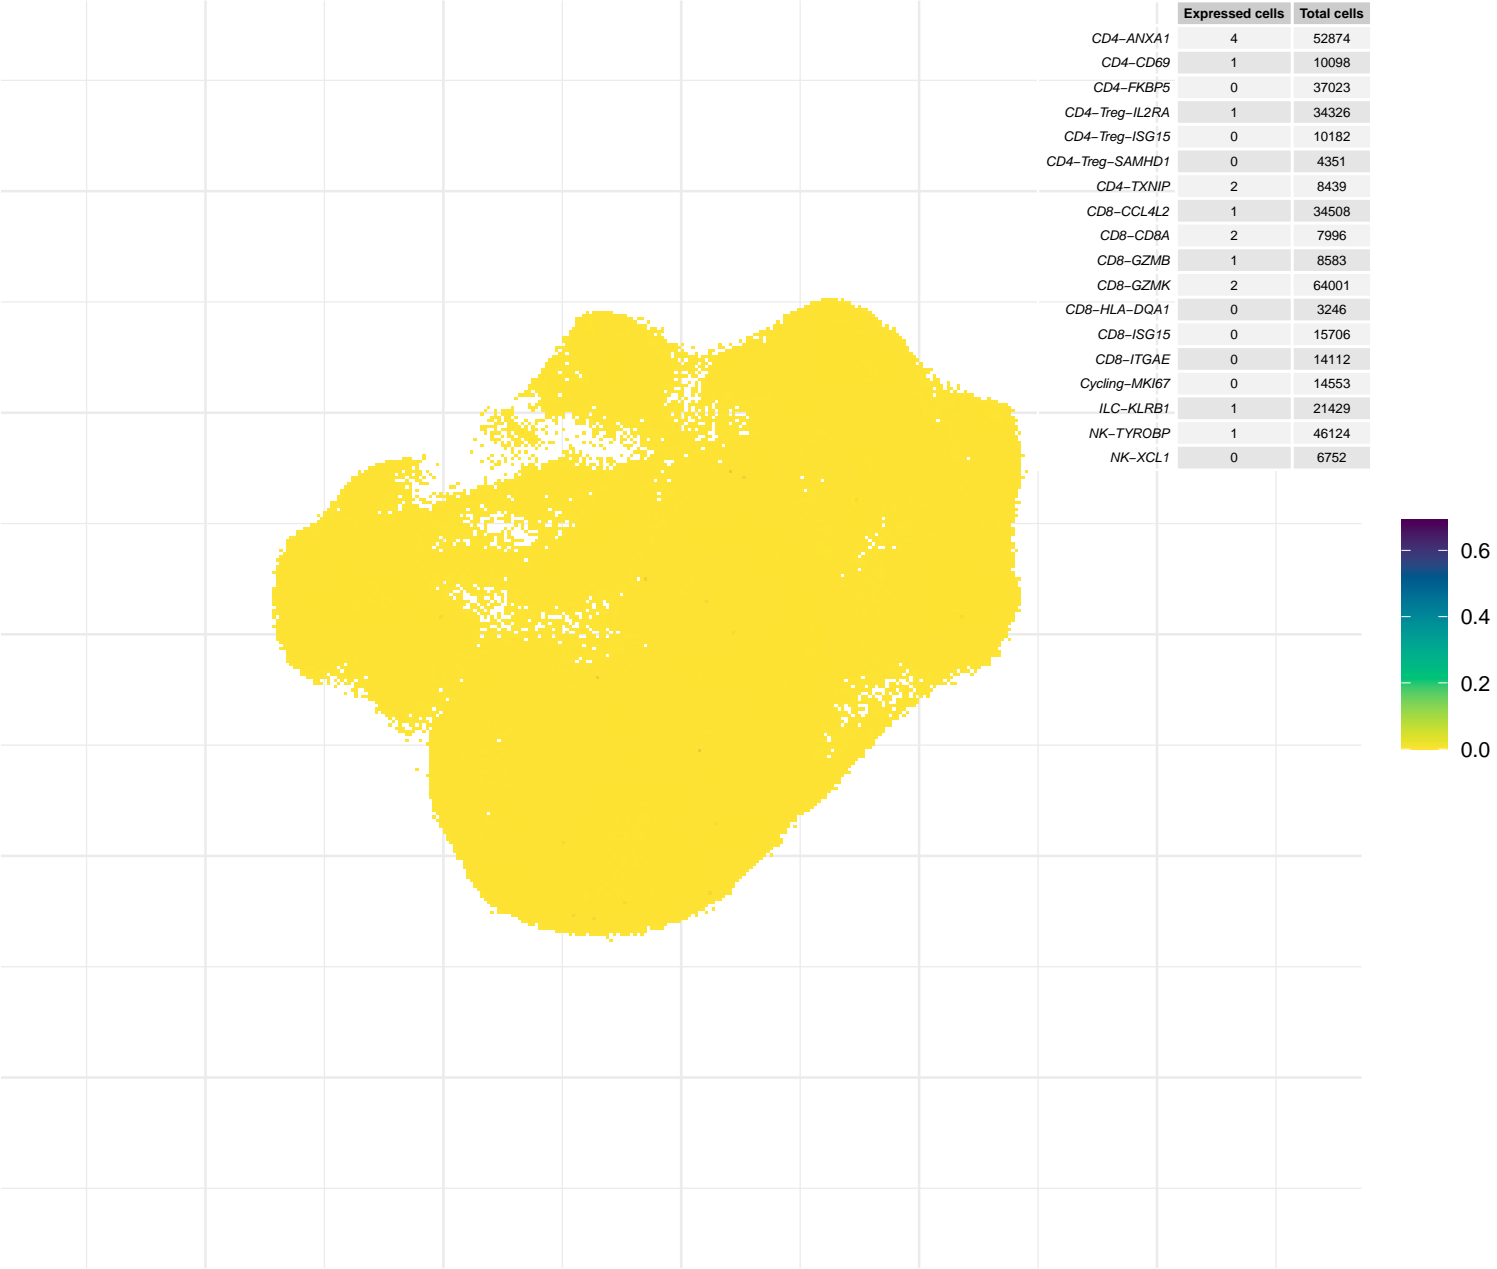 Expressed cells Total cells
CD4−ANXA1 4 52874
CD4−CD69 1 10098
CD4−FKBP5 0 37023
CD4−Treg−IL2RA 1 34326
CD4−Treg−ISG15 0 10182
CD4−Treg−SAMHD1 0 4351
CD4−TXNIP 2 8439
CD8−CCL4L2 1 34508
CD8−CD8A 2 7996
CD8−GZMB 1 8583
CD8−GZMK 2 64001
CD8−HLA−DQA1 0 3246
CD8−ISG15 0 15706
CD8−ITGAE 0 14112
Cycling−MKI67 0 14553
ILC−KLRB1 1 21429
NK−TYROBP 1 46124
NK−XCL1 0 6752
0.6
0.4
0.2
0.0